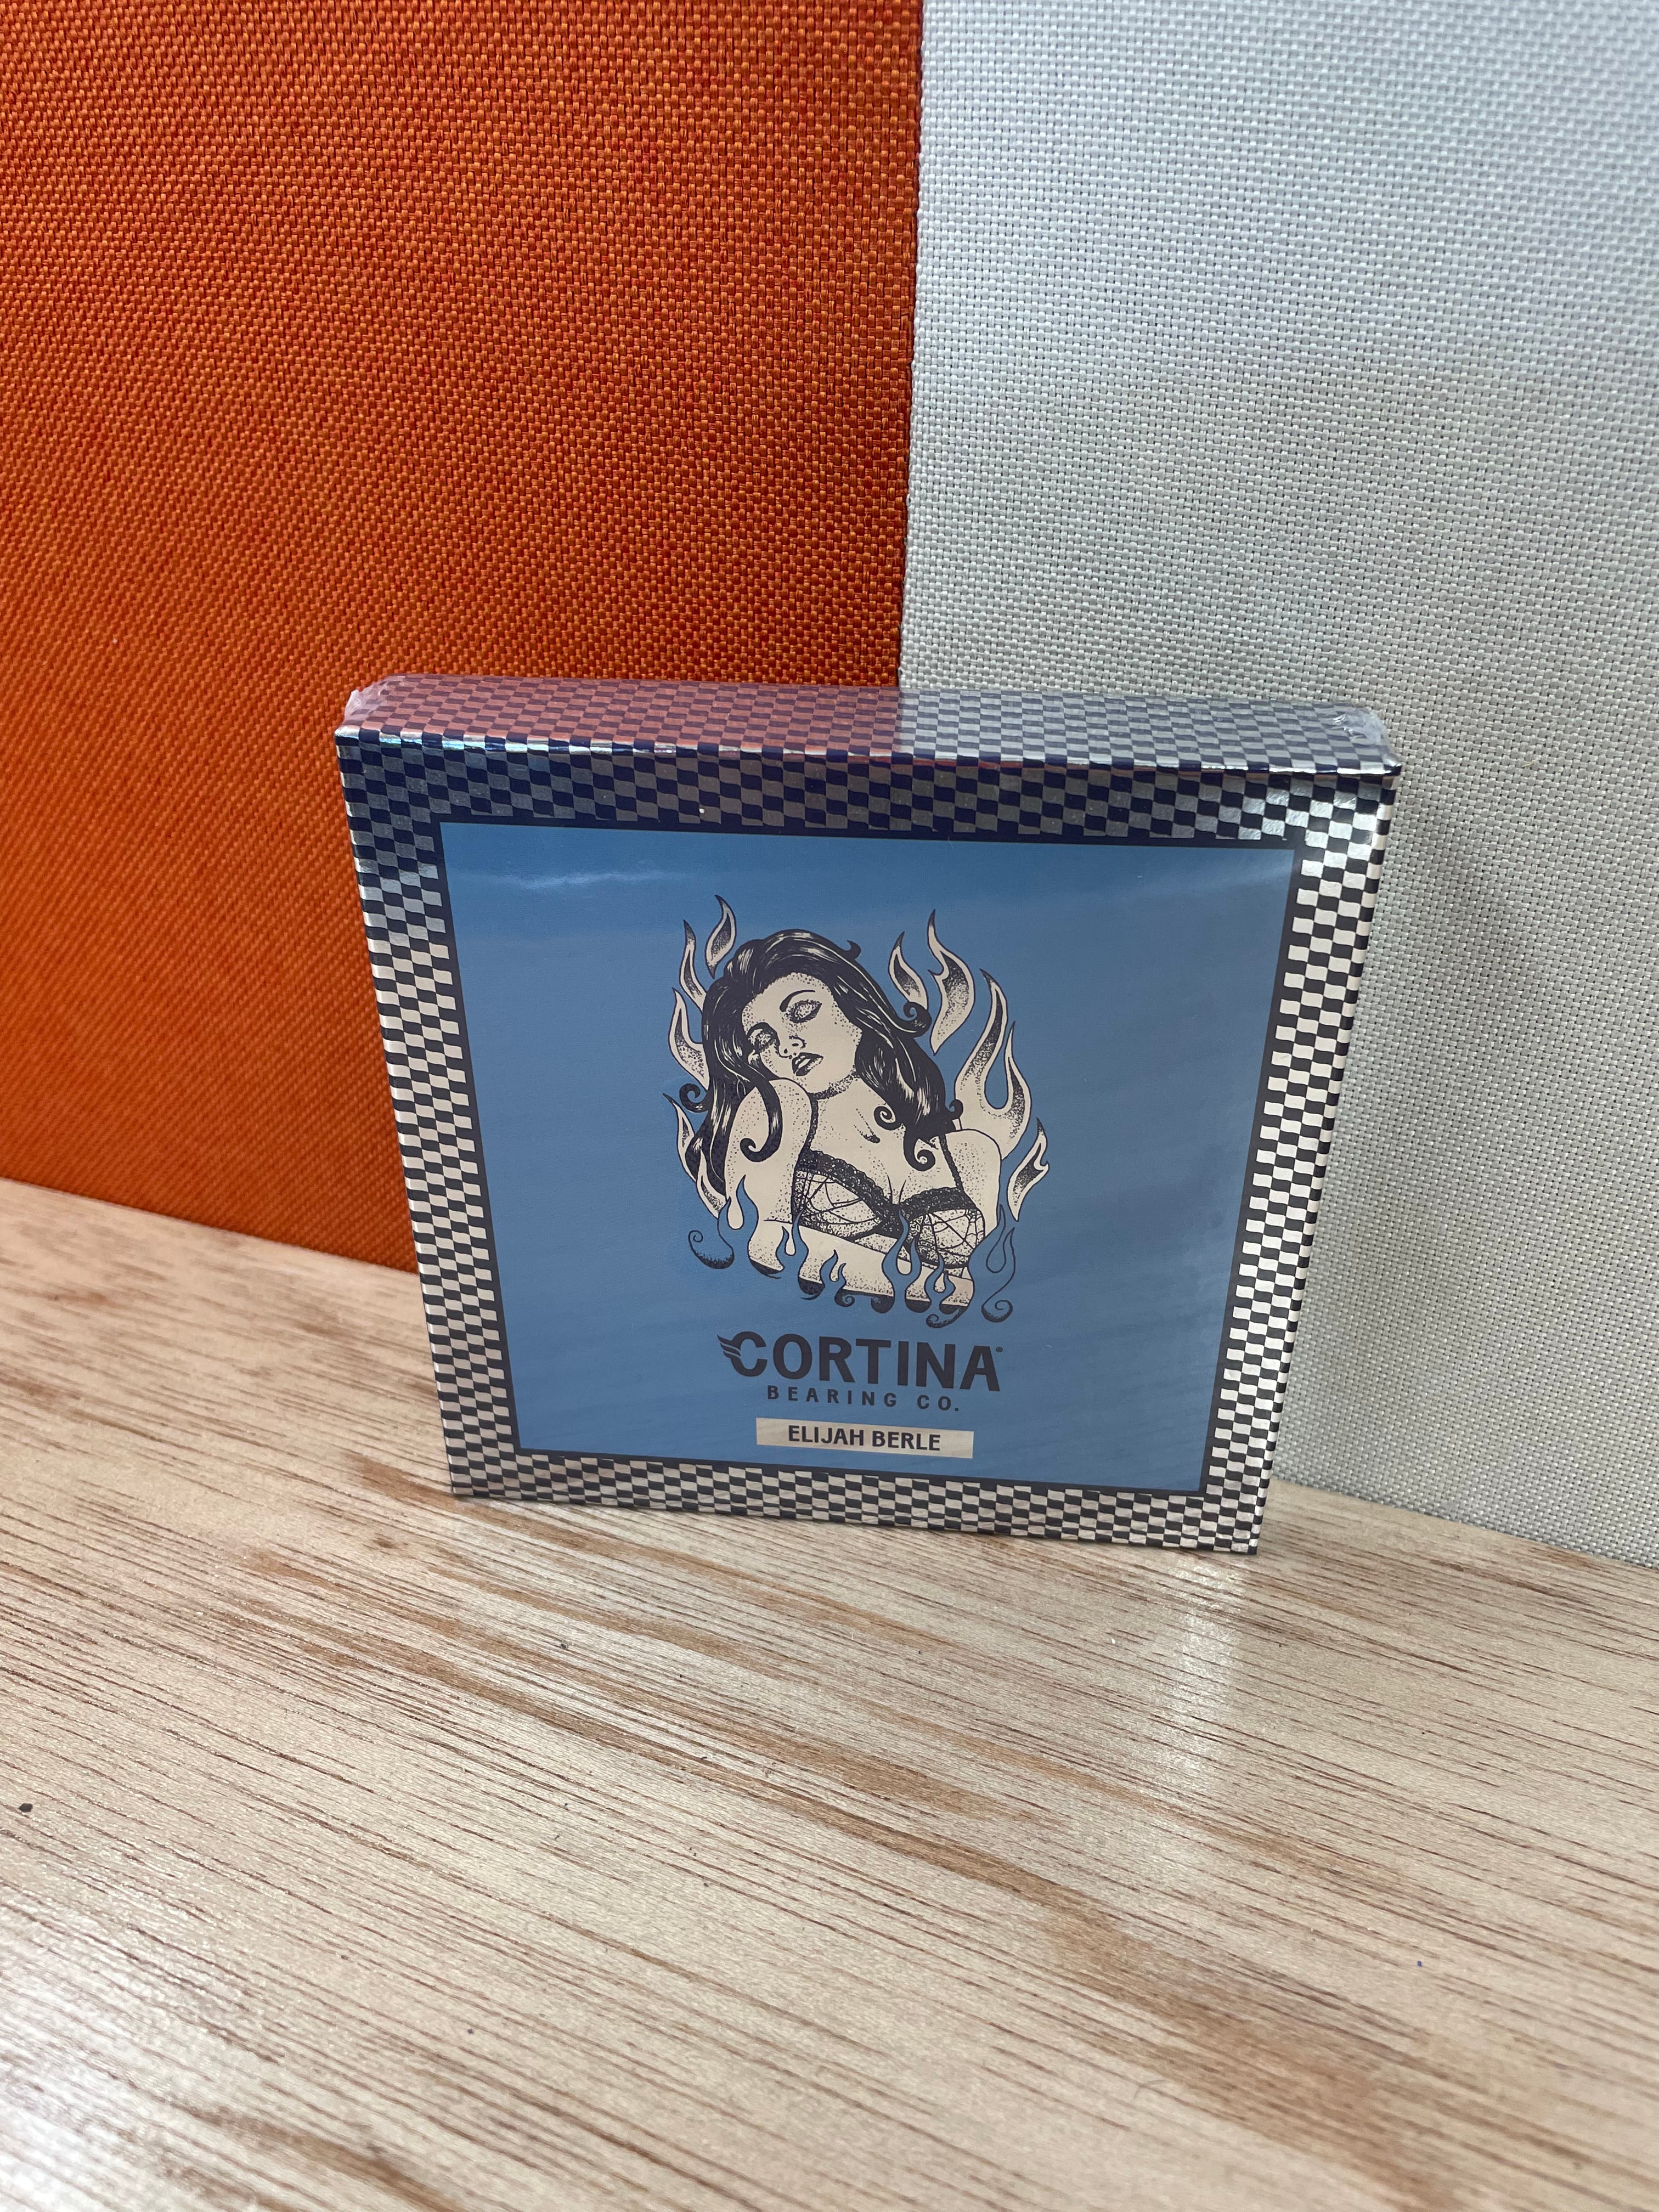 CORTINA®
BEARING CO.
ELIJAH BERLE